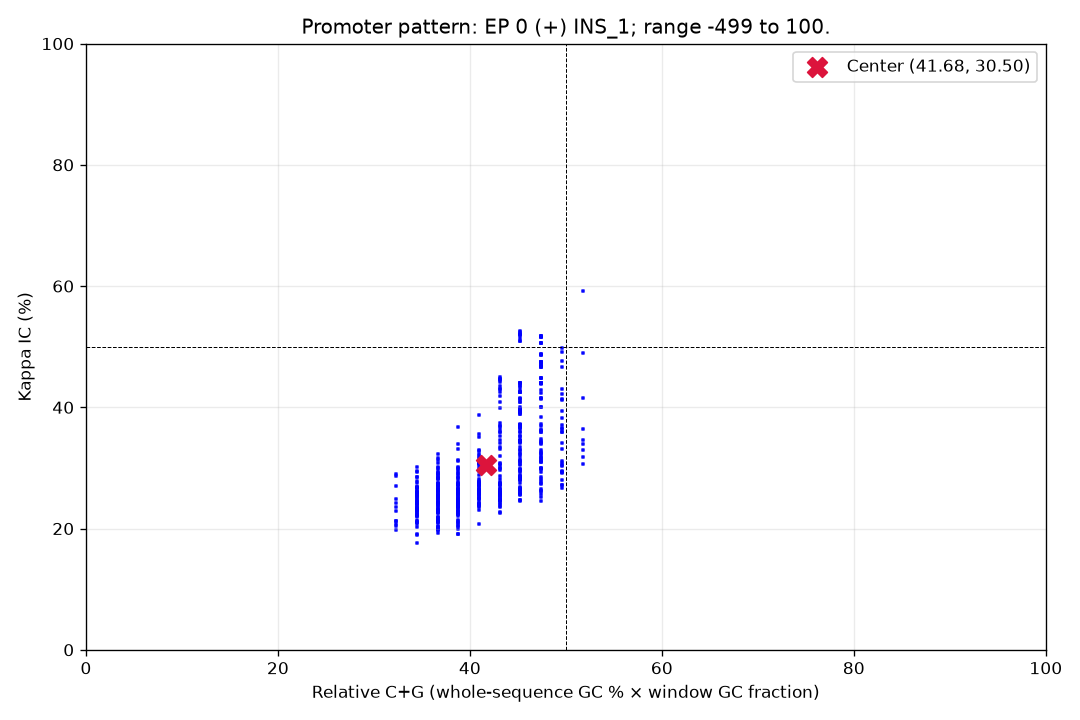 Promoter pattern: EP 0 (+) INS_1; range -499 to 100.
Center (41.68, 30.50)
Kappa IC (%)
100
80
60
40
20
0
0 20 40 60 80 100
Relative C+G (whole-sequence GC % × window GC fraction)